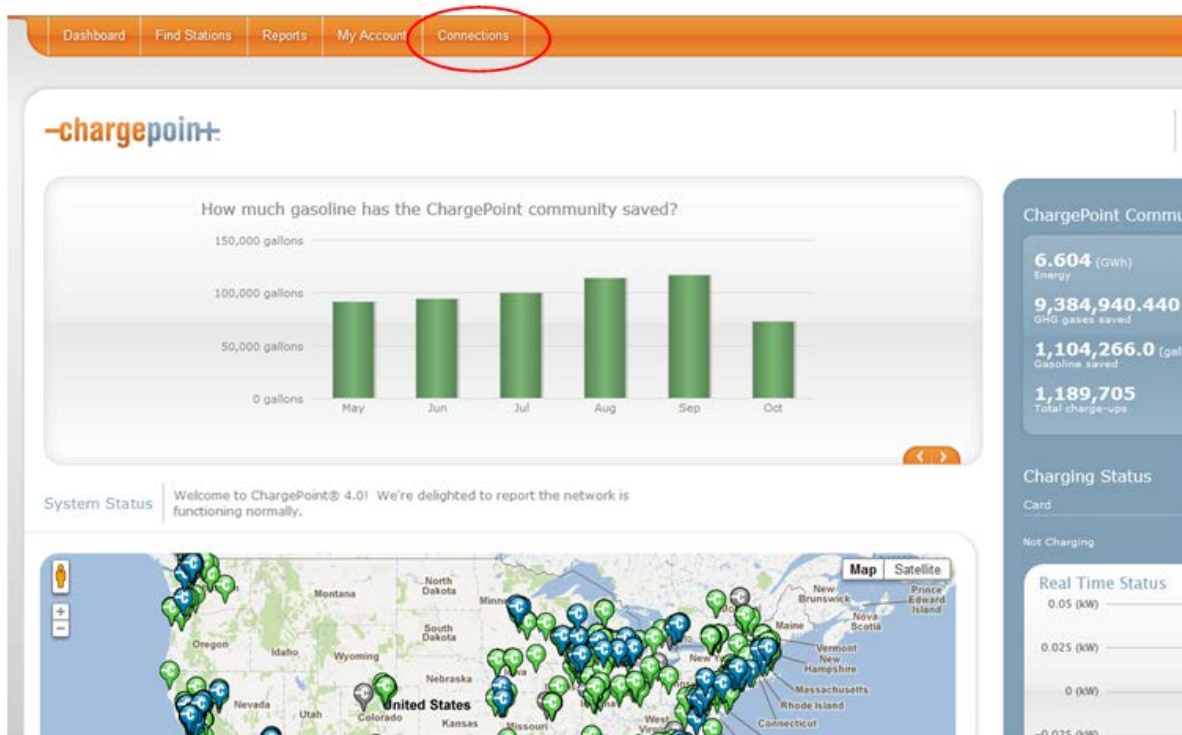 Dashboard Find Stations Reports My Account Connections
-chargepoin+
How much gasoline has the ChargePoint community saved?
150,000 gallons
100,000 gallons
50,000 gallons
0 gallons
May Jun Jul Aug Sep Oct
System Status
Welcome to ChargePoint® 4.0! We're delighted to report the network is
functioning normally.
Map Satellite
Montana
North
Dakota
South
Dakota
Oregon
Idaho
Wyoming
Nebraska
Nevada
Utah
Colorado
United States
Kansas
Missouri
West
New
Brunswick
Prince
Edward
Island
Nova
Scotia
Maine
Vermont
New
Hampshire
Massachusetts
Rhode Island
Connecticut
ChargePoint Commu
6.604 (GWh)
Energy
9,384,940.440
GHG gases saved
1,104,266.0 (gal
Gasoline saved
1,189,705
Total charge-ups
Charging Status
Card
Not Charging
Real Time Status
0.05 (kW)
0.025 (kW)
0 (kW)
-0.025 (kW)